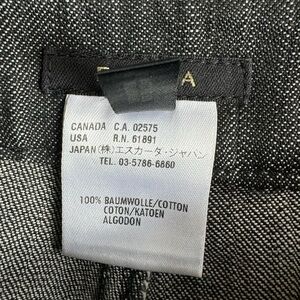 A
CANADA C.A. 02575
USA R.N. 61891
JAPAN (株)エスカーダ・ジャパン
TEL. 03-5786-6860
100% BAUMWOLLE/COTTON
COTON/KATOEN
ALGODON